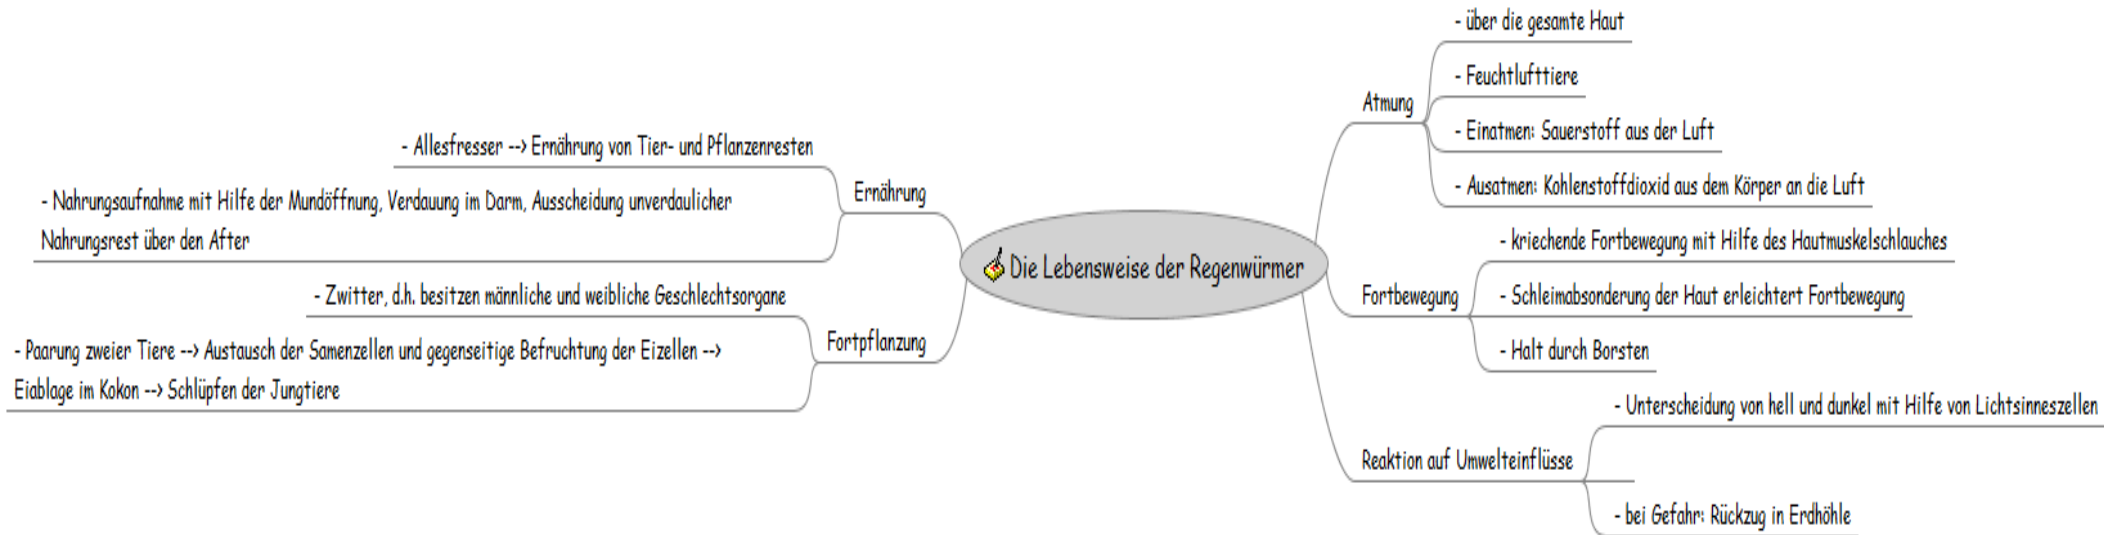 Die Lebensweise der Regenwürmer
Atmung
- über die gesamte Haut
- Feuchtlufttiere
- Einatmen: Sauerstoff aus der Luft
- Ausatmen: Kohlenstoffdioxid aus dem Körper an die Luft
Fortbewegung
- kriechende Fortbewegung mit Hilfe des Hautmuskelschlauches
- Schleimabsonderung der Haut erleichtert Fortbewegung
- Halt durch Borsten
Reaktion auf Umwelteinflüsse
- Unterscheidung von hell und dunkel mit Hilfe von Lichtsinneszellen
- bei Gefahr: Rückzug in Erdhöhle
Ernährung
- Allesfresser --> Ernährung von Tier- und Pflanzenresten
- Nahrungsaufnahme mit Hilfe der Mundöffnung, Verdauung im Darm, Ausscheidung unverdaulicher
Nahrungsrest über den After
Fortpflanzung
- Zwitter, d.h. besitzen männliche und weibliche Geschlechtsorgane
- Paarung zweier Tiere --> Austausch der Samenzellen und gegenseitige Befruchtung der Eizellen -->
Eiablage im Kokon --> Schlüpfen der Jungtiere